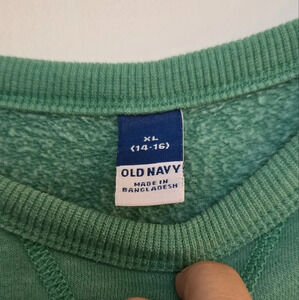 XL
(14-16)
OLD NAVY
MADE IN
BANGLADESH